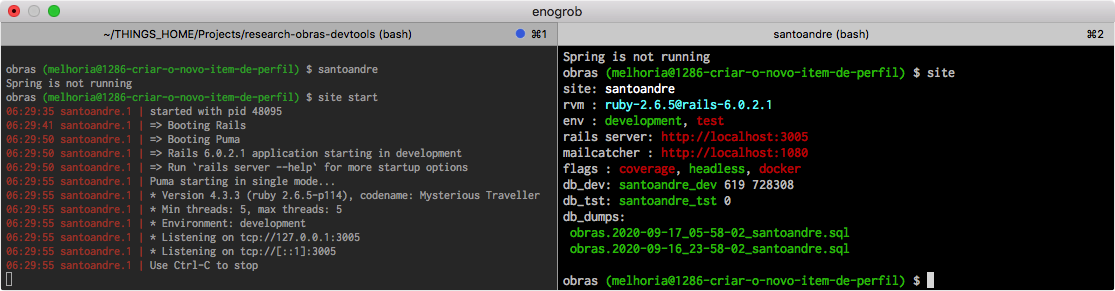 enogrob
~/THINGS_HOME/Projects/research-obras-devtools (bash) ⌘1
obras (melhoria@1286-criar-o-novo-item-de-perfil) $ santoandre
Spring is not running
obras (melhoria@1286-criar-o-novo-item-de-perfil) $ site start
06:29:35 santoandre.1 | started with pid 48095
06:29:41 santoandre.1 | => Booting Rails
06:29:50 santoandre.1 | => Booting Puma
06:29:50 santoandre.1 | => Rails 6.0.2.1 application starting in development
06:29:50 santoandre.1 | => Run `rails server --help` for more startup options
06:29:55 santoandre.1 | Puma starting in single mode...
06:29:55 santoandre.1 | * Version 4.3.3 (ruby 2.6.5-p114), codename: Mysterious Traveller
06:29:55 santoandre.1 | * Min threads: 5, max threads: 5
06:29:55 santoandre.1 | * Environment: development
06:29:55 santoandre.1 | * Listening on tcp://127.0.0.1:3005
06:29:55 santoandre.1 | * Listening on tcp://[::1]:3005
06:29:55 santoandre.1 | Use Ctrl-C to stop
santoandre (bash) ⌘2
Spring is not running
obras (melhoria@1286-criar-o-novo-item-de-perfil) $ site
site: santoandre
rvm : ruby-2.6.5@rails-6.0.2.1
env : development, test
rails server: http://localhost:3005
mailcatcher : http://localhost:1080
flags : coverage, headless, docker
db_dev: santoandre_dev 619 728308
db_tst: santoandre_tst 0
db_dumps:
obras.2020-09-17_05-58-02_santoandre.sql
obras.2020-09-16_23-58-02_santoandre.sql
obras (melhoria@1286-criar-o-novo-item-de-perfil) $